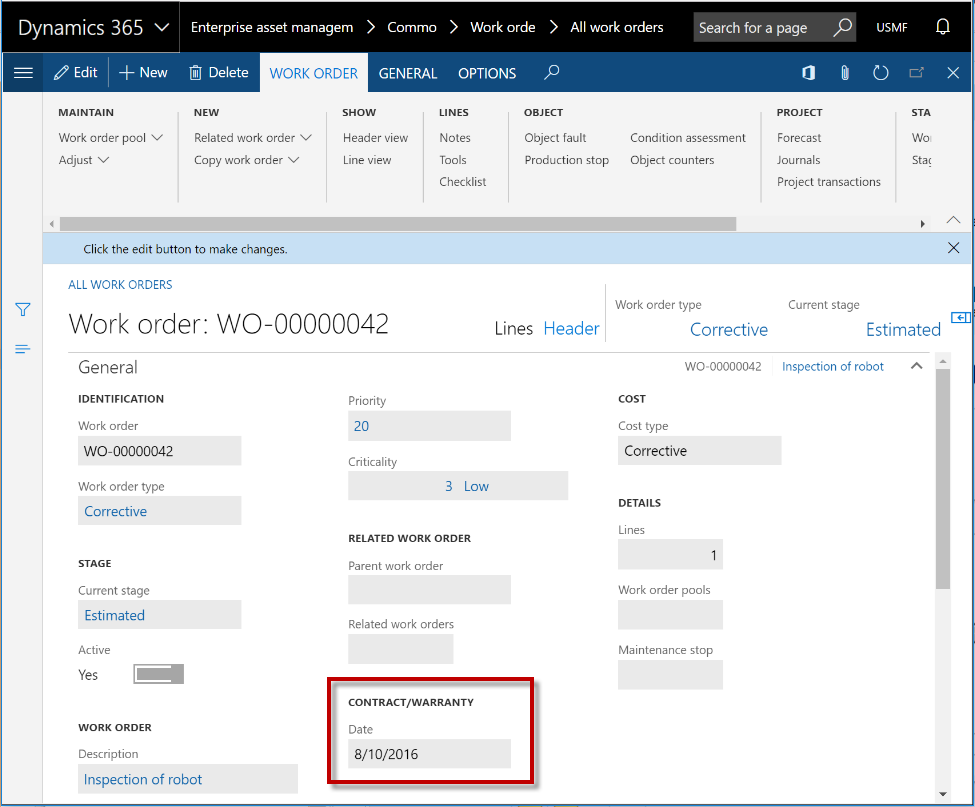 Dynamics 365
Enterprise asset managem > Commo > Work orde > All work orders
Search for a page
USMF
Edit
New
Delete
WORK ORDER
GENERAL
OPTIONS
MAINTAIN
Work order pool
Adjust
NEW
Related work order
Copy work order
SHOW
Header view
Line view
LINES
Notes
Tools
Checklist
OBJECT
Object fault
Production stop
Condition assessment
Object counters
PROJECT
Forecast
Journals
Project transactions
STA
Wo
Stag
Click the edit button to make changes.
ALL WORK ORDERS
Work order: WO-00000042
Lines Header
Work order type
Corrective
Current stage
Estimated
General
WO-00000042
Inspection of robot
IDENTIFICATION
Work order
WO-00000042
Work order type
Corrective
STAGE
Current stage
Estimated
Active
Yes
WORK ORDER
Description
Inspection of robot
Priority
20
Criticality
3 Low
RELATED WORK ORDER
Parent work order
Related work orders
CONTRACT/WARRANTY
Date
8/10/2016
COST
Cost type
Corrective
DETAILS
Lines
1
Work order pools
Maintenance stop